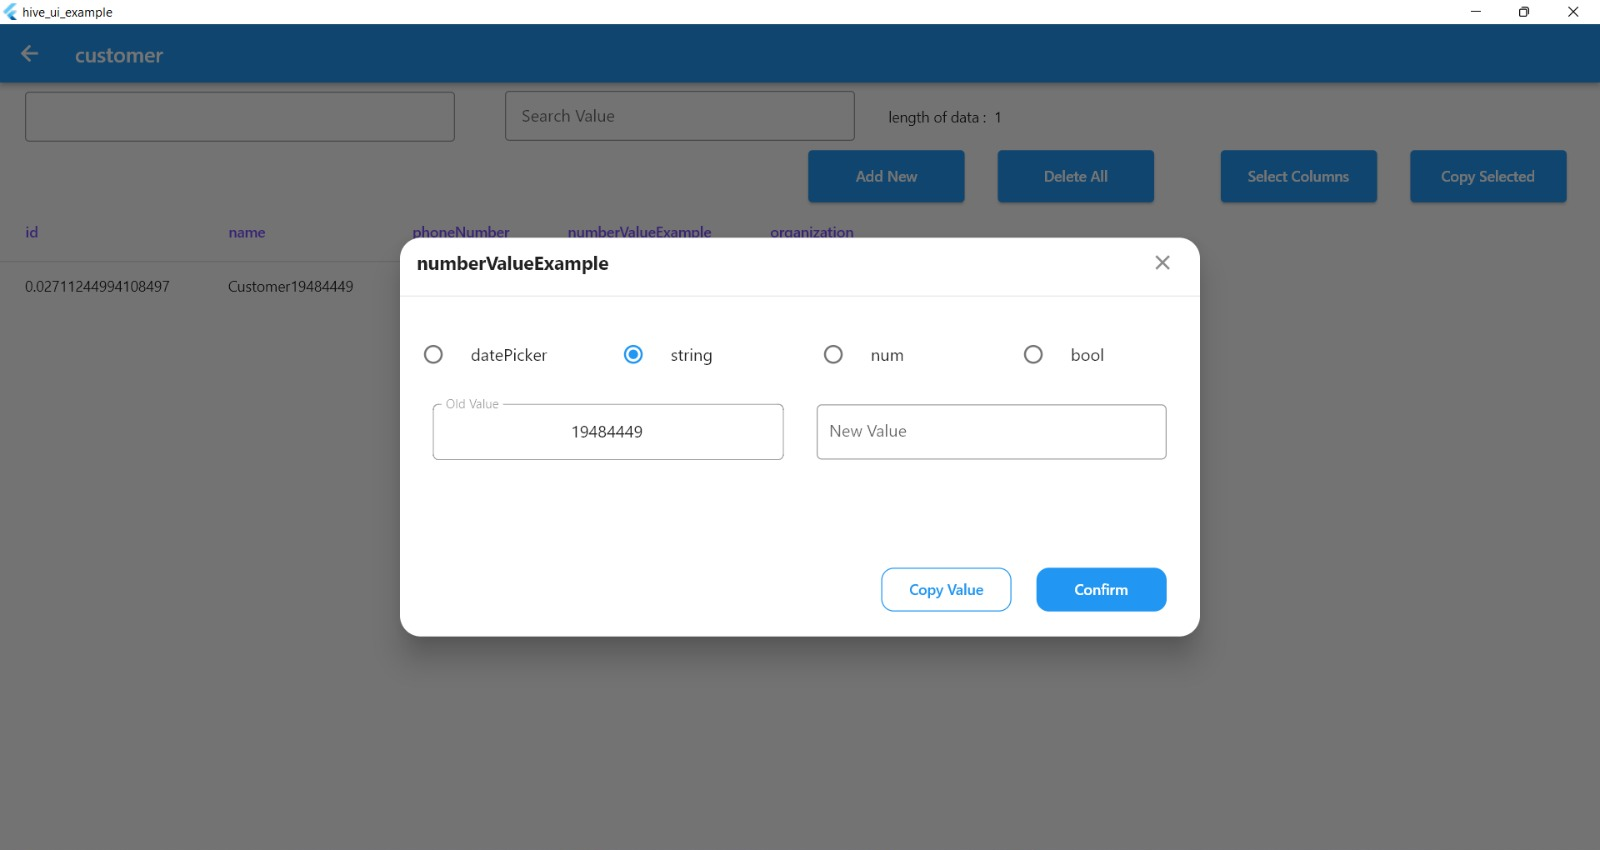 hive_ui_example
customer
Search Value
length of data : 1
Add New
Delete All
Select Columns
Copy Selected
id name phoneNumber numberValueExample organization
numberValueExample
0.02711244994108497 Customer19484449
datePicker string num bool
Old Value
19484449
New Value
Copy Value
Confirm